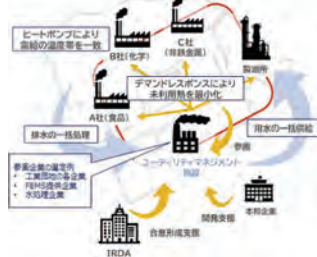 ヒートポンプにより
需給の温度帯を一致
B社(化学)
C社
(非鉄金属)
製油所
デマンドレスポンスにより
未利用熱を最小化
A社(食品)
排水の一括処理
用水の一括供給
参画
参画企業の選定例
• 工業団地の各企業
• FEMS提供企業
• 水処理企業
ユーティリティマネジメント
施設
本邦企業
開発支援
合意形成支援
IRDA